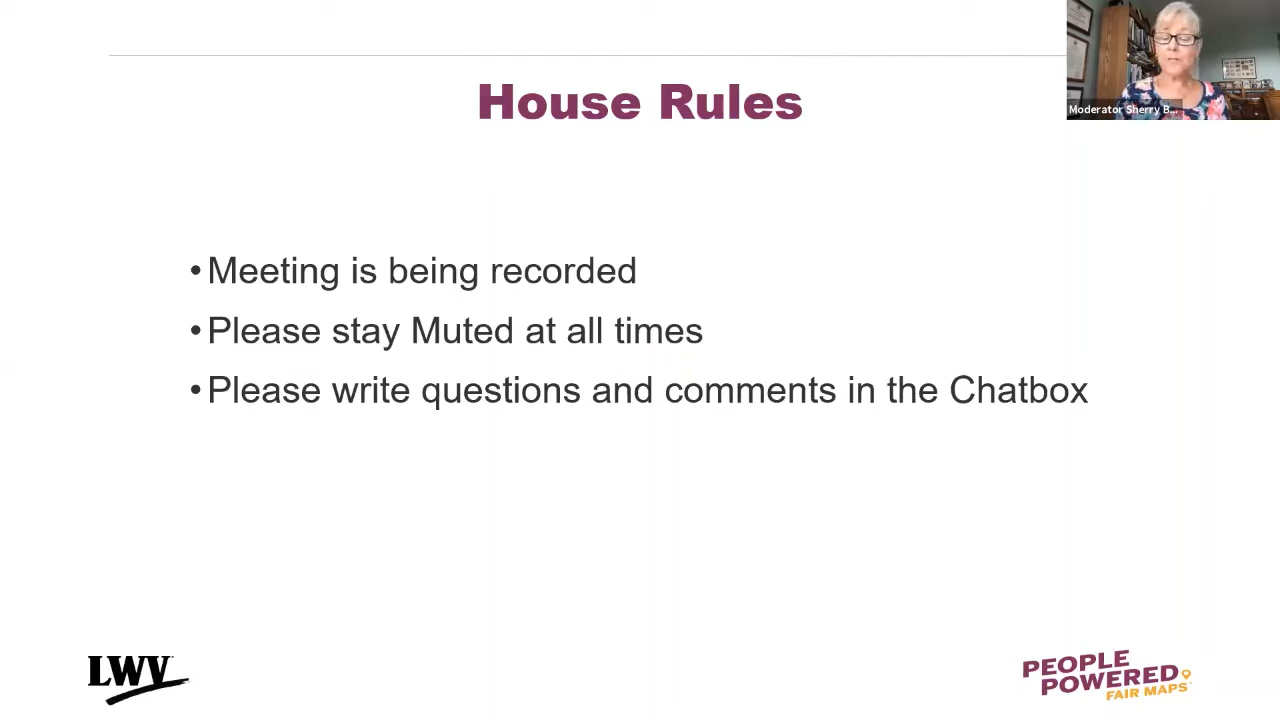 Moderator Sherry B...
House Rules
•Meeting is being recorded
•Please stay Muted at all times
•Please write questions and comments in the Chatbox
LWV
PEOPLE
POWERED
FAIR MAPS